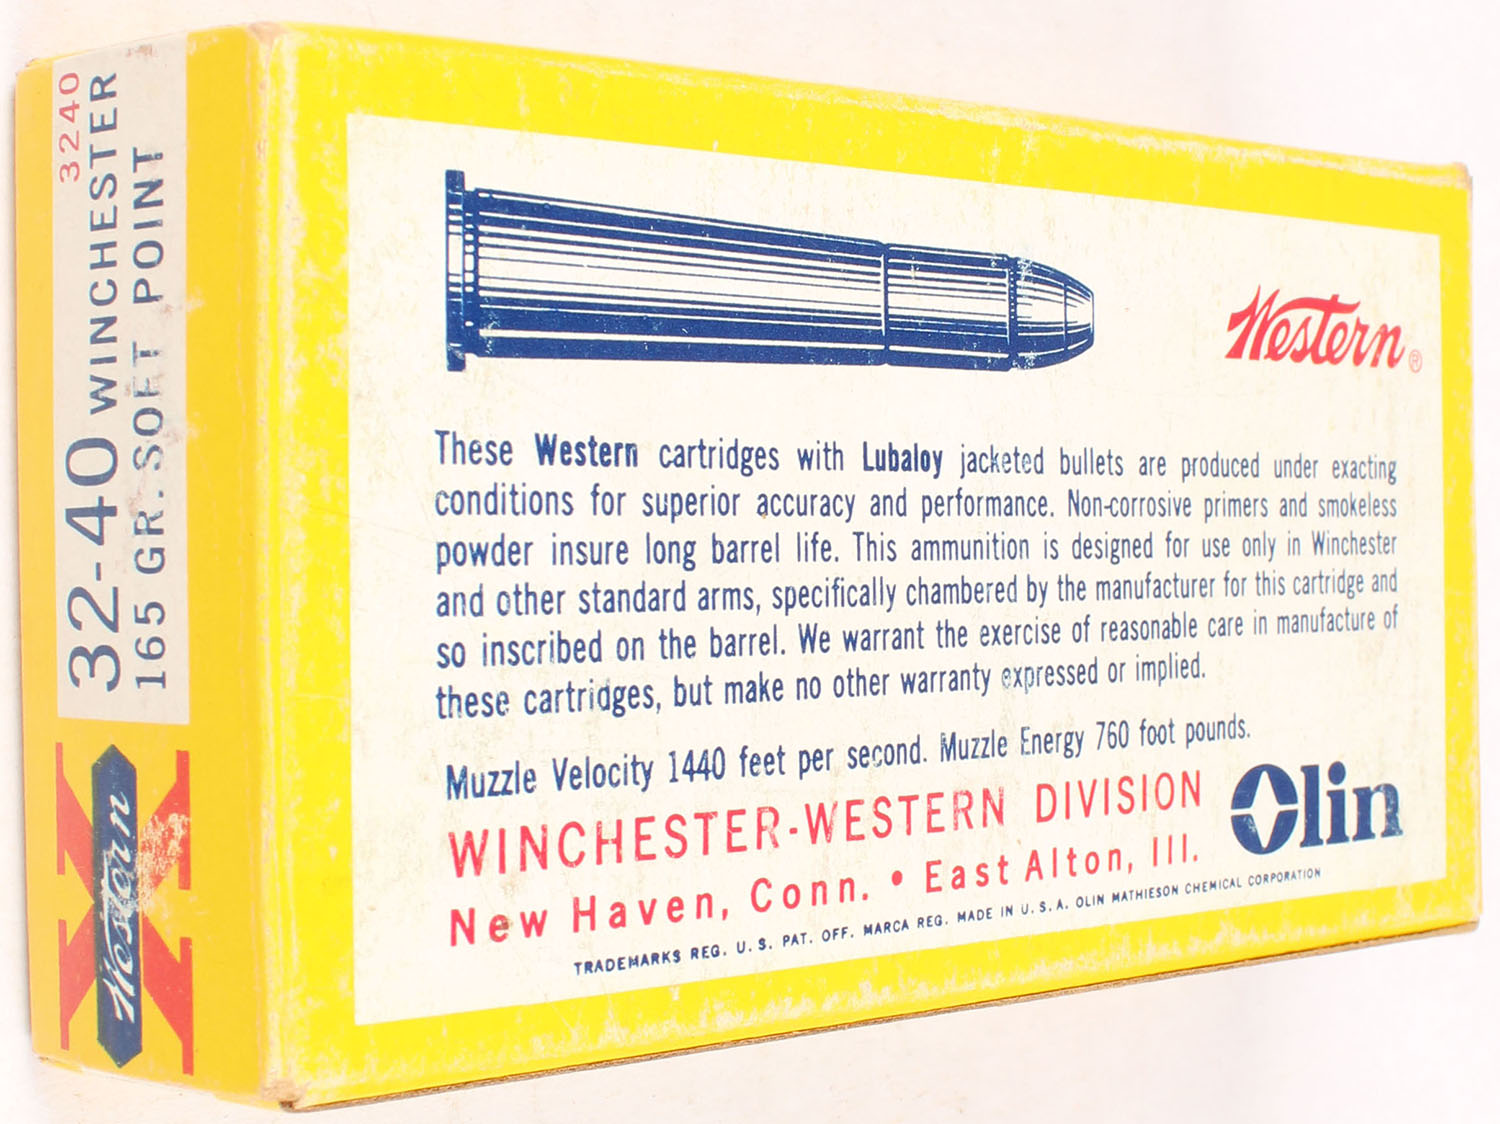 3240
32-40 WINCHESTER
165 GR. SOFT POINT
Western
Western®
These Western cartridges with Lubaloy jacketed bullets are produced under exacting
conditions for superior accuracy and performance. Non-corrosive primers and smokeless
powder insure long barrel life. This ammunition is designed for use only in Winchester
and other standard arms, specifically chambered by the manufacturer for this cartridge and
so inscribed on the barrel. We warrant the exercise of reasonable care in manufacture of
these cartridges, but make no other warranty expressed or implied.
Muzzle Velocity 1440 feet per second. Muzzle Energy 760 foot pounds.
WINCHESTER-WESTERN DIVISION
New Haven, Conn. • East Alton, Ill.
Olin
TRADEMARKS REG. U. S. PAT. OFF. MARCA REG. MADE IN U. S. A. OLIN MATHIESON CHEMICAL CORPORATION